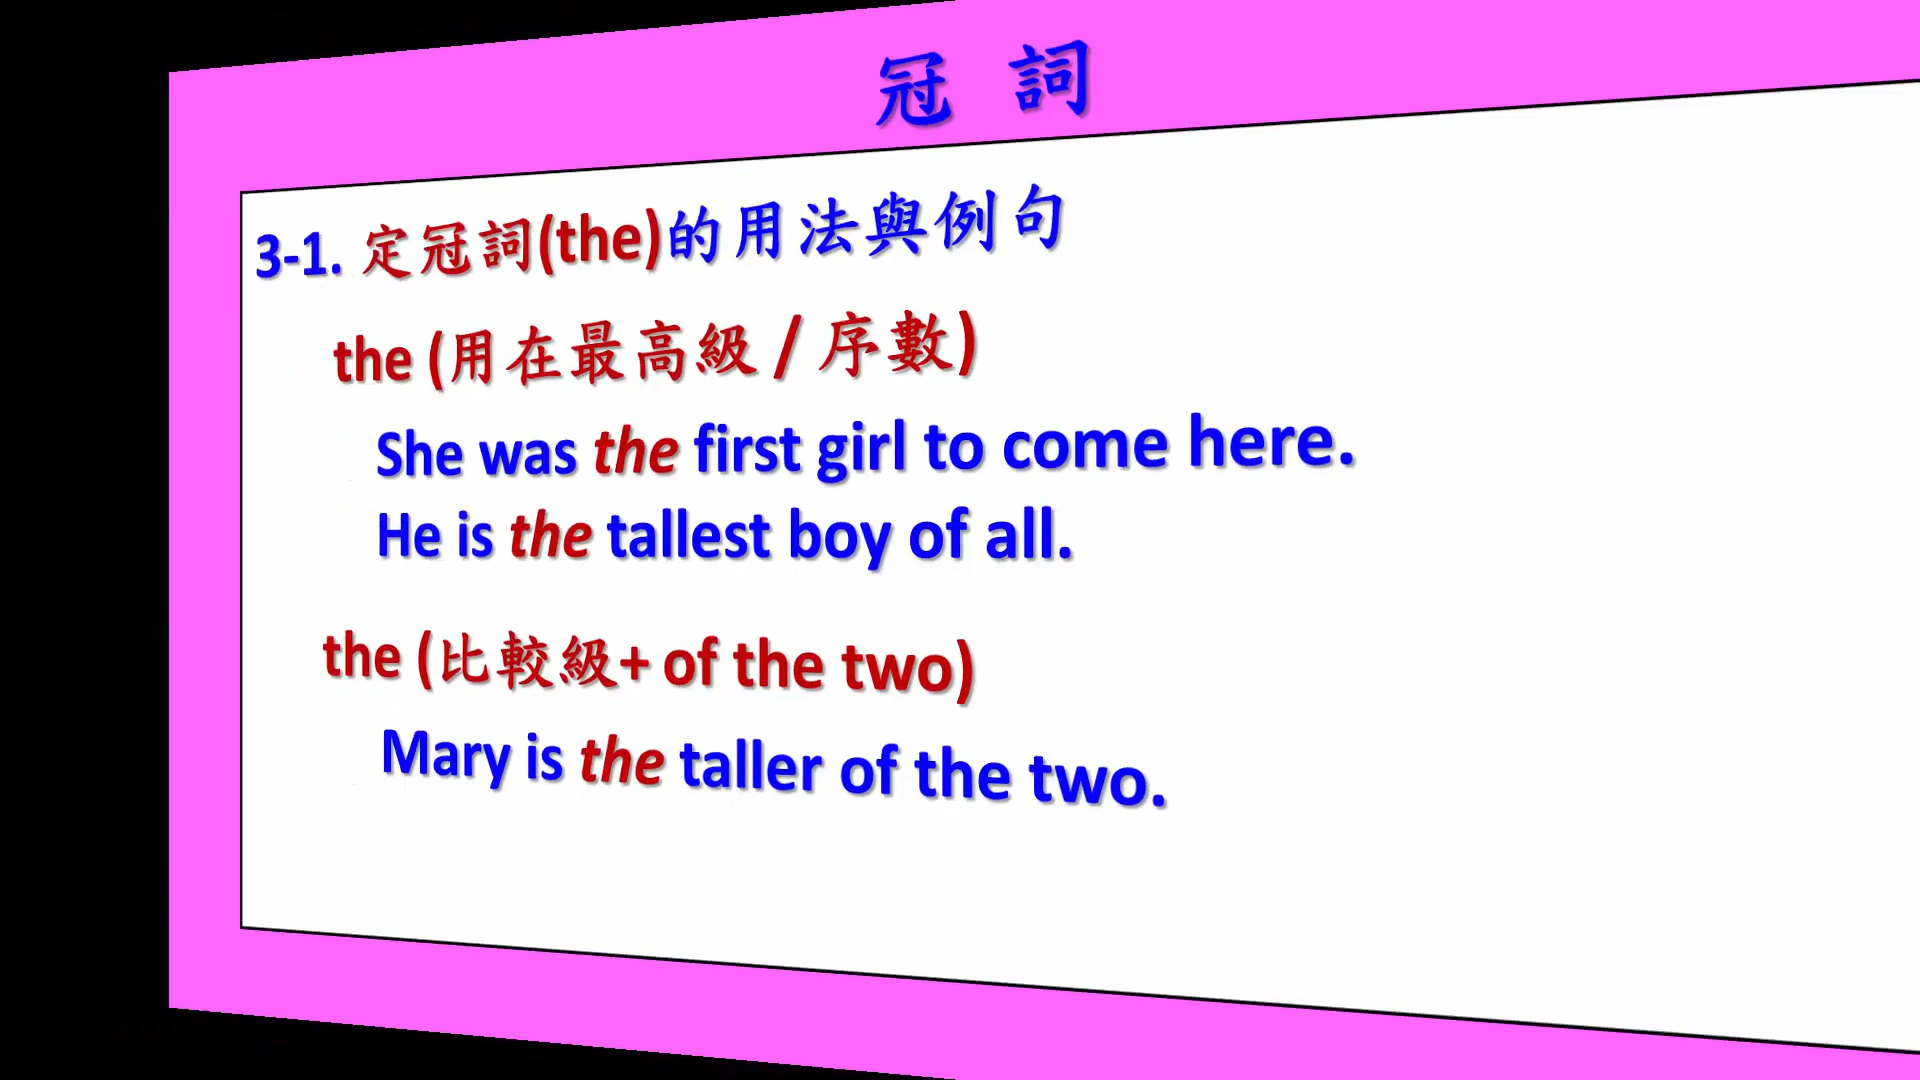 冠 詞
3-1. 定冠詞(the)的用法與例句
the (用在最高級 / 序數)
She was the first girl to come here.
He is the tallest boy of all.
the (比較級+ of the two)
Mary is the taller of the two.